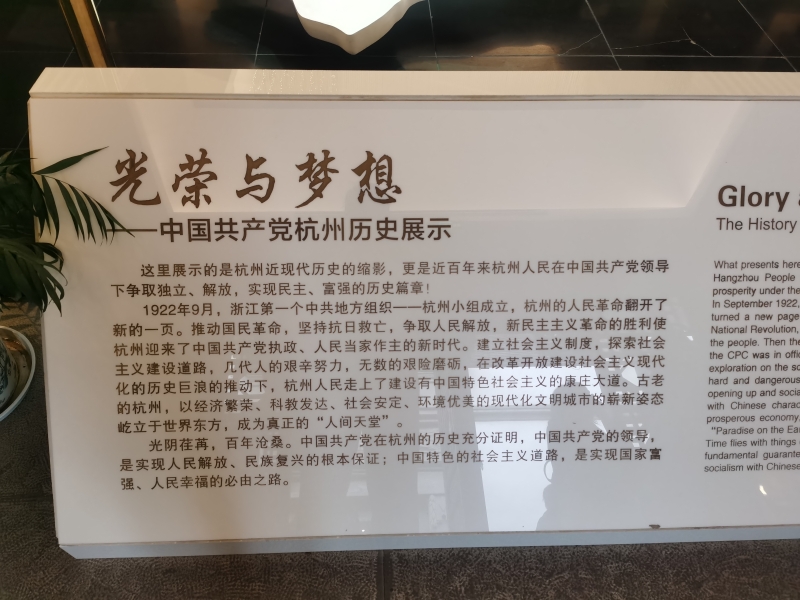 光荣与梦想
——中国共产党杭州历史展示
这里展示的是杭州近现代历史的缩影，更是近百年来杭州人民在中国共产党领导
下争取独立、解放，实现民主、富强的历史篇章！
1922年9月，浙江第一个中共地方组织——杭州小组成立，杭州的人民革命翻开了
新的一页。推动国民革命，坚持抗日救亡，争取人民解放，新民主主义革命的胜利使
杭州迎来了中国共产党执政、人民当家作主的新时代。建立社会主义制度，探索社会
主义建设道路，几代人的艰辛努力，无数的艰险磨砺，在改革开放建设社会主义现代
化的历史巨浪的推动下，杭州人民走上了建设有中国特色社会主义的康庄大道。古老
的杭州，以经济繁荣、科教发达、社会安定、环境优美的现代化文明城市的崭新姿态
屹立于世界东方，成为真正的“人间天堂”。
光阴荏苒，百年沧桑。中国共产党在杭州的历史充分证明，中国共产党的领导，
是实现人民解放、民族复兴的根本保证；中国特色的社会主义道路，是实现国家富
强、人民幸福的必由之路。
Glory
The History
What presents here
Hangzhou People
prosperity under the
In September 1922,
turned a new page
National Revolution,
the people. Then the
the CPC was in offi
exploration on the so
hard and dangerous
opening up and socia
with Chinese charac
prosperous economy,
"Paradise on the Ea
Time flies with things
fundamental guarante
socialism with Chinese